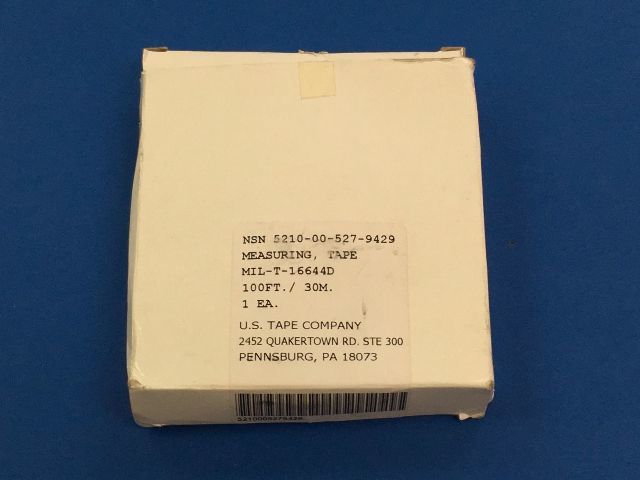 NSN 5210-00-527-9429
MEASURING, TAPE
MIL-T-16644D
100FT./ 30M.
1 EA.
U.S. TAPE COMPANY
2452 QUAKERTOWN RD. STE 300
PENNSBURG, PA 18073
5210005279429